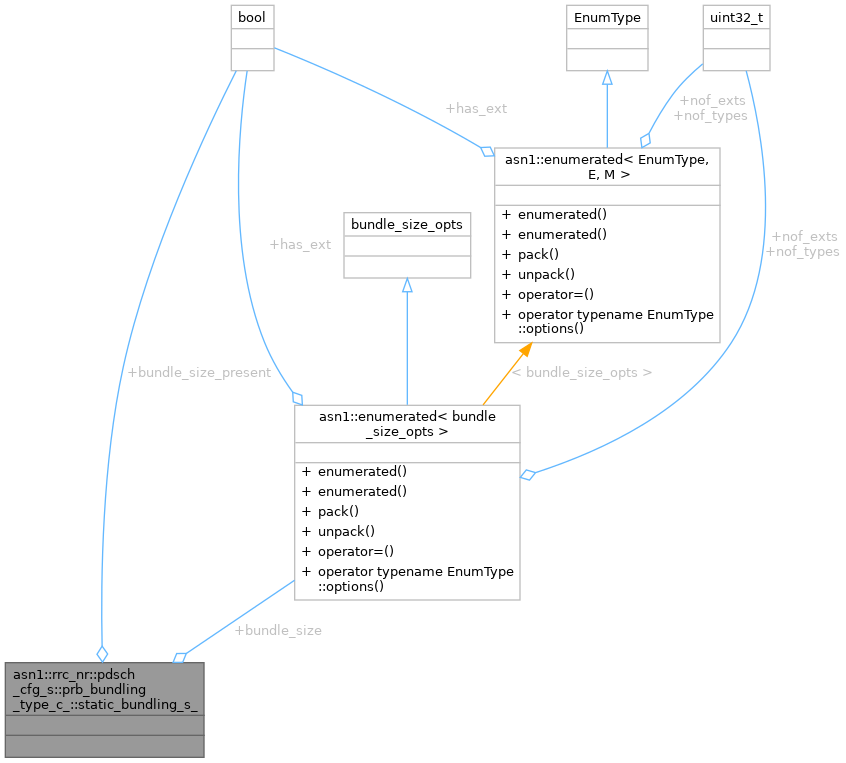 bool
EnumType
uint32_t
+has_ext
+nof_exts
+nof_types
asn1::enumerated< EnumType,
E, M >
+ enumerated()
+ enumerated()
+ pack()
+ unpack()
+ operator=()
+ operator typename EnumType
::options()
bundle_size_opts
+has_ext
+nof_exts
+nof_types
+bundle_size_present
< bundle_size_opts >
asn1::enumerated< bundle
_size_opts >
+ enumerated()
+ enumerated()
+ pack()
+ unpack()
+ operator=()
+ operator typename EnumType
::options()
+bundle_size
asn1::rrc_nr::pdsch
_cfg_s::prb_bundling
_type_c_::static_bundling_s_